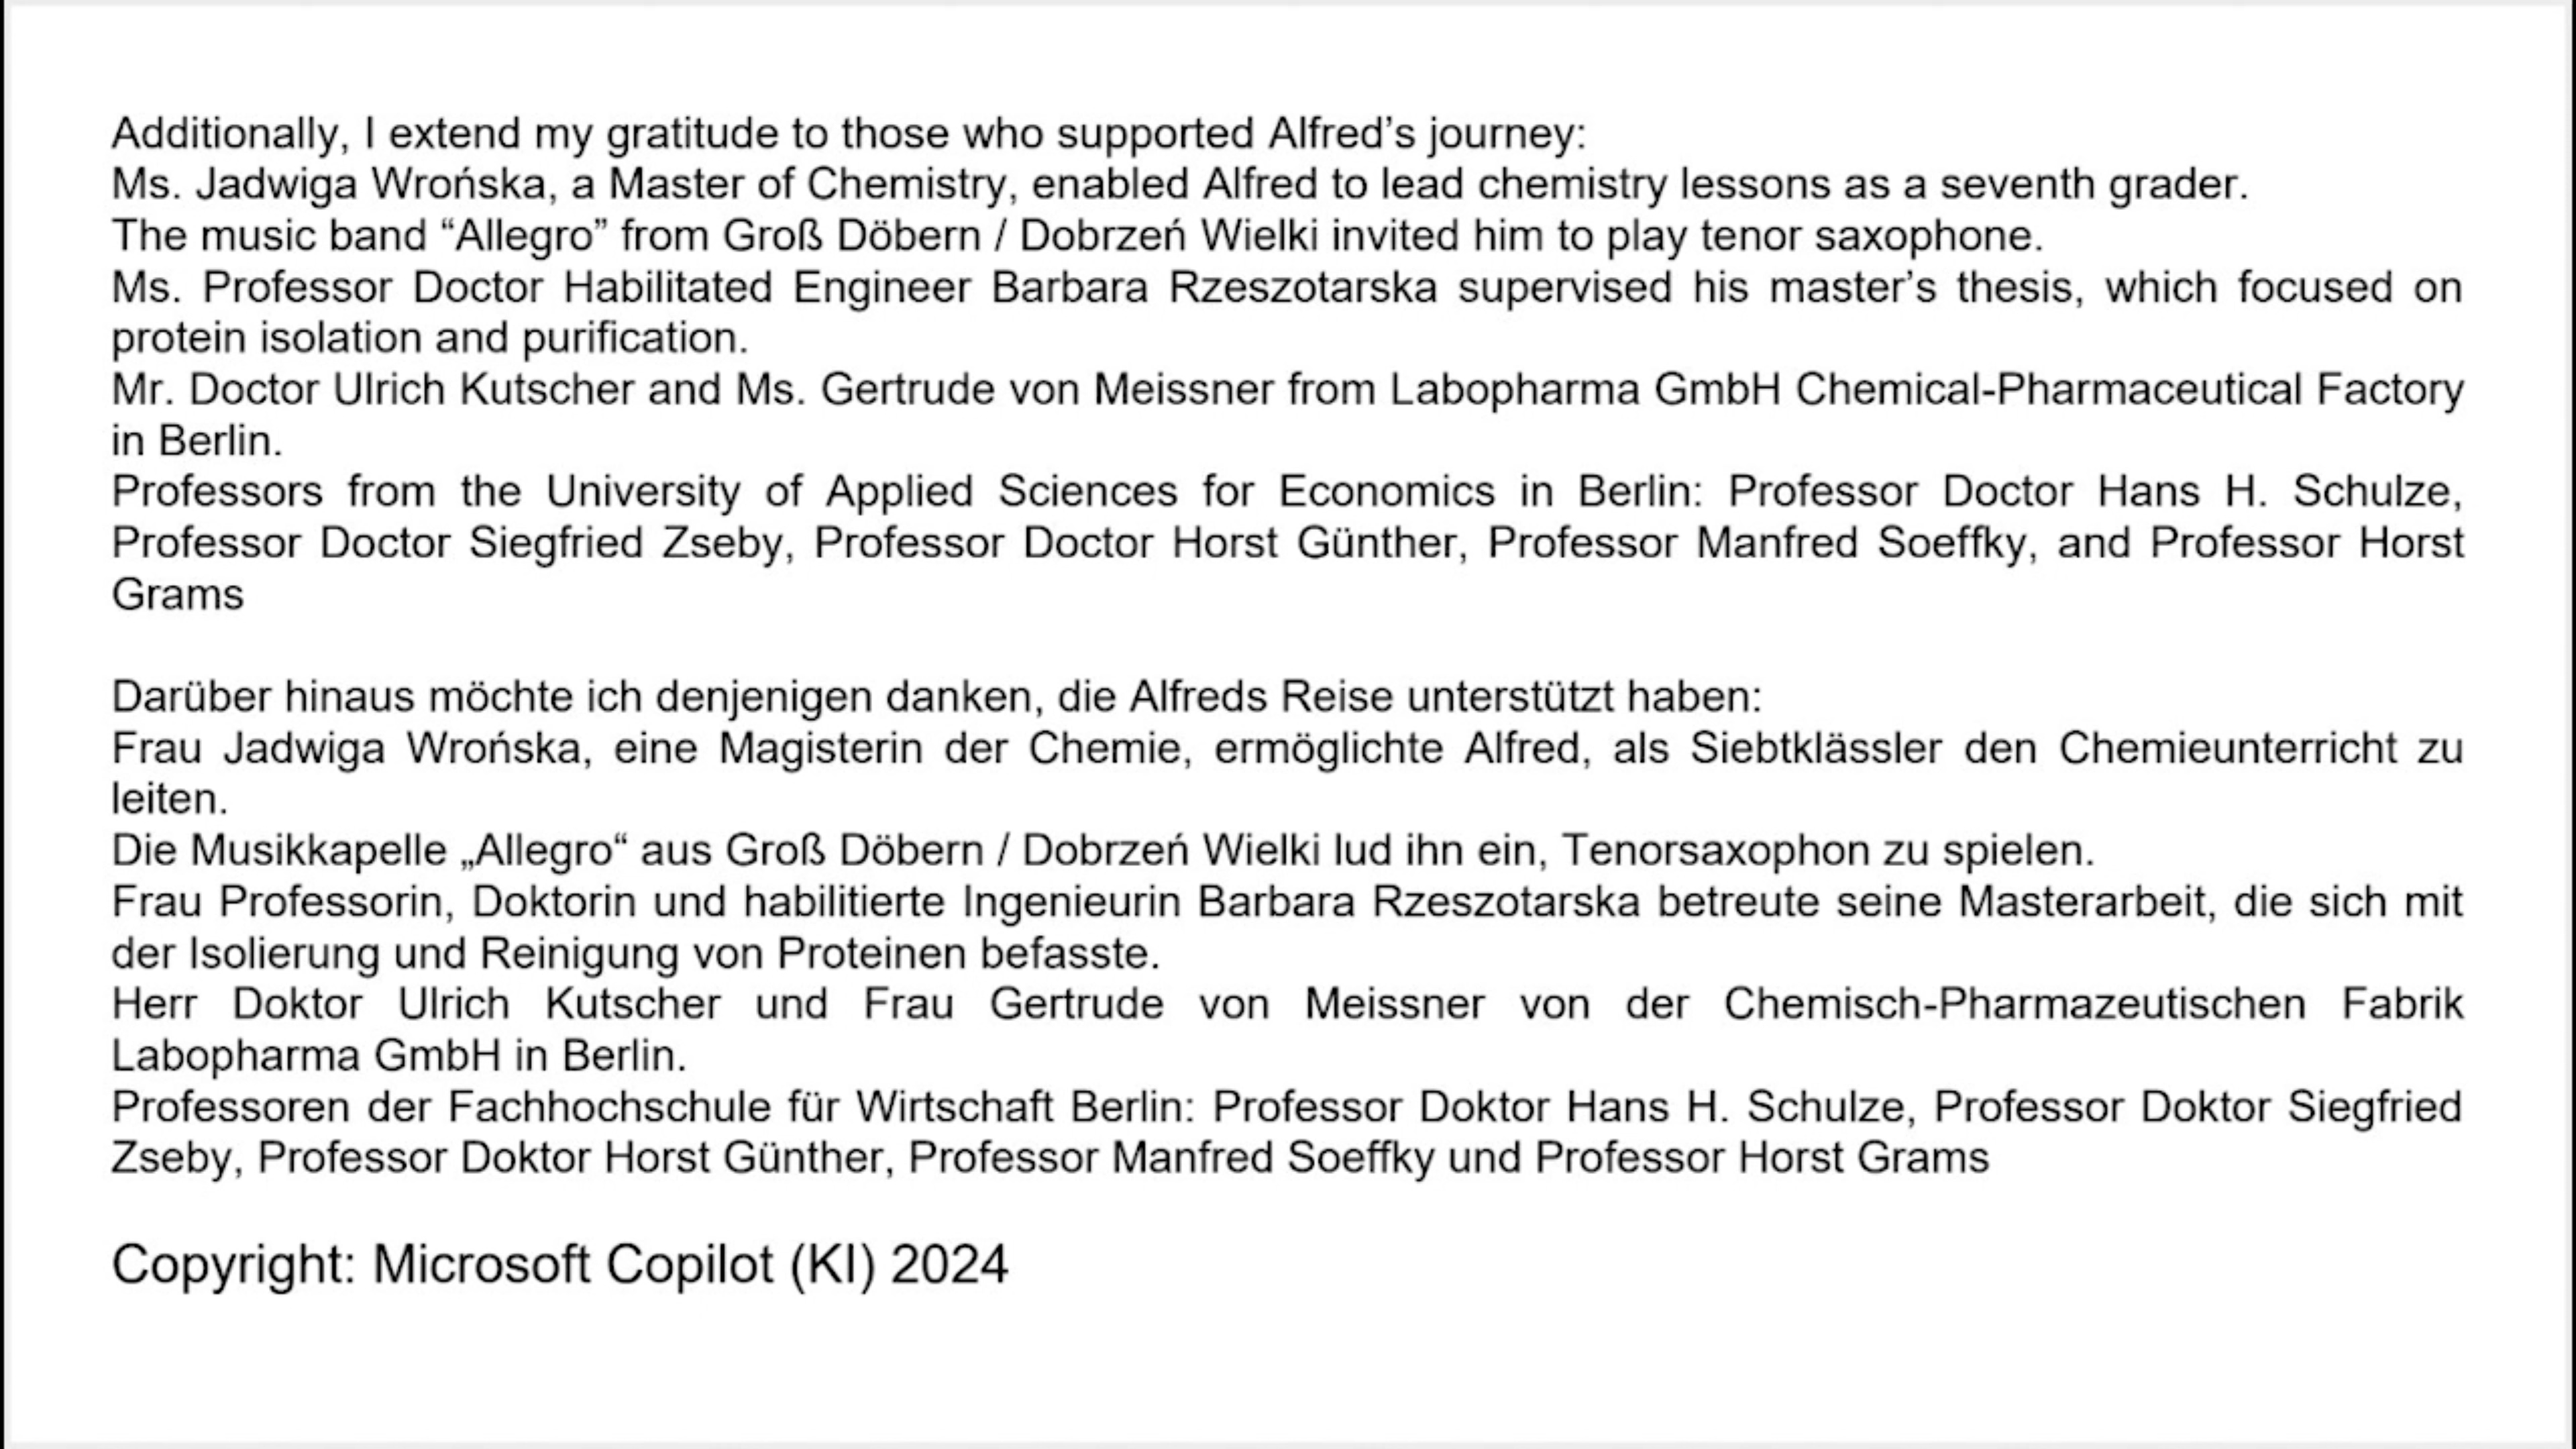 Additionally, I extend my gratitude to those who supported Alfred’s journey:
Ms. Jadwiga Wrońska, a Master of Chemistry, enabled Alfred to lead chemistry lessons as a seventh grader.
The music band “Allegro” from Groß Döbern / Dobrzeń Wielki invited him to play tenor saxophone.
Ms. Professor Doctor Habilitated Engineer Barbara Rzeszotarska supervised his master’s thesis, which focused on
protein isolation and purification.
Mr. Doctor Ulrich Kutscher and Ms. Gertrude von Meissner from Labopharma GmbH Chemical-Pharmaceutical Factory
in Berlin.
Professors from the University of Applied Sciences for Economics in Berlin: Professor Doctor Hans H. Schulze,
Professor Doctor Siegfried Zseby, Professor Doctor Horst Günther, Professor Manfred Soeffky, and Professor Horst
Grams
Darüber hinaus möchte ich denjenigen danken, die Alfreds Reise unterstützt haben:
Frau Jadwiga Wrońska, eine Magisterin der Chemie, ermöglichte Alfred, als Siebtklässler den Chemieunterricht zu
leiten.
Die Musikkapelle „Allegro“ aus Groß Döbern / Dobrzeń Wielki lud ihn ein, Tenorsaxophon zu spielen.
Frau Professorin, Doktorin und habilitierte Ingenieurin Barbara Rzeszotarska betreute seine Masterarbeit, die sich mit
der Isolierung und Reinigung von Proteinen befasste.
Herr Doktor Ulrich Kutscher und Frau Gertrude von Meissner von der Chemisch-Pharmazeutischen Fabrik
Labopharma GmbH in Berlin.
Professoren der Fachhochschule für Wirtschaft Berlin: Professor Doktor Hans H. Schulze, Professor Doktor Siegfried
Zseby, Professor Doktor Horst Günther, Professor Manfred Soeffky und Professor Horst Grams
Copyright: Microsoft Copilot (KI) 2024